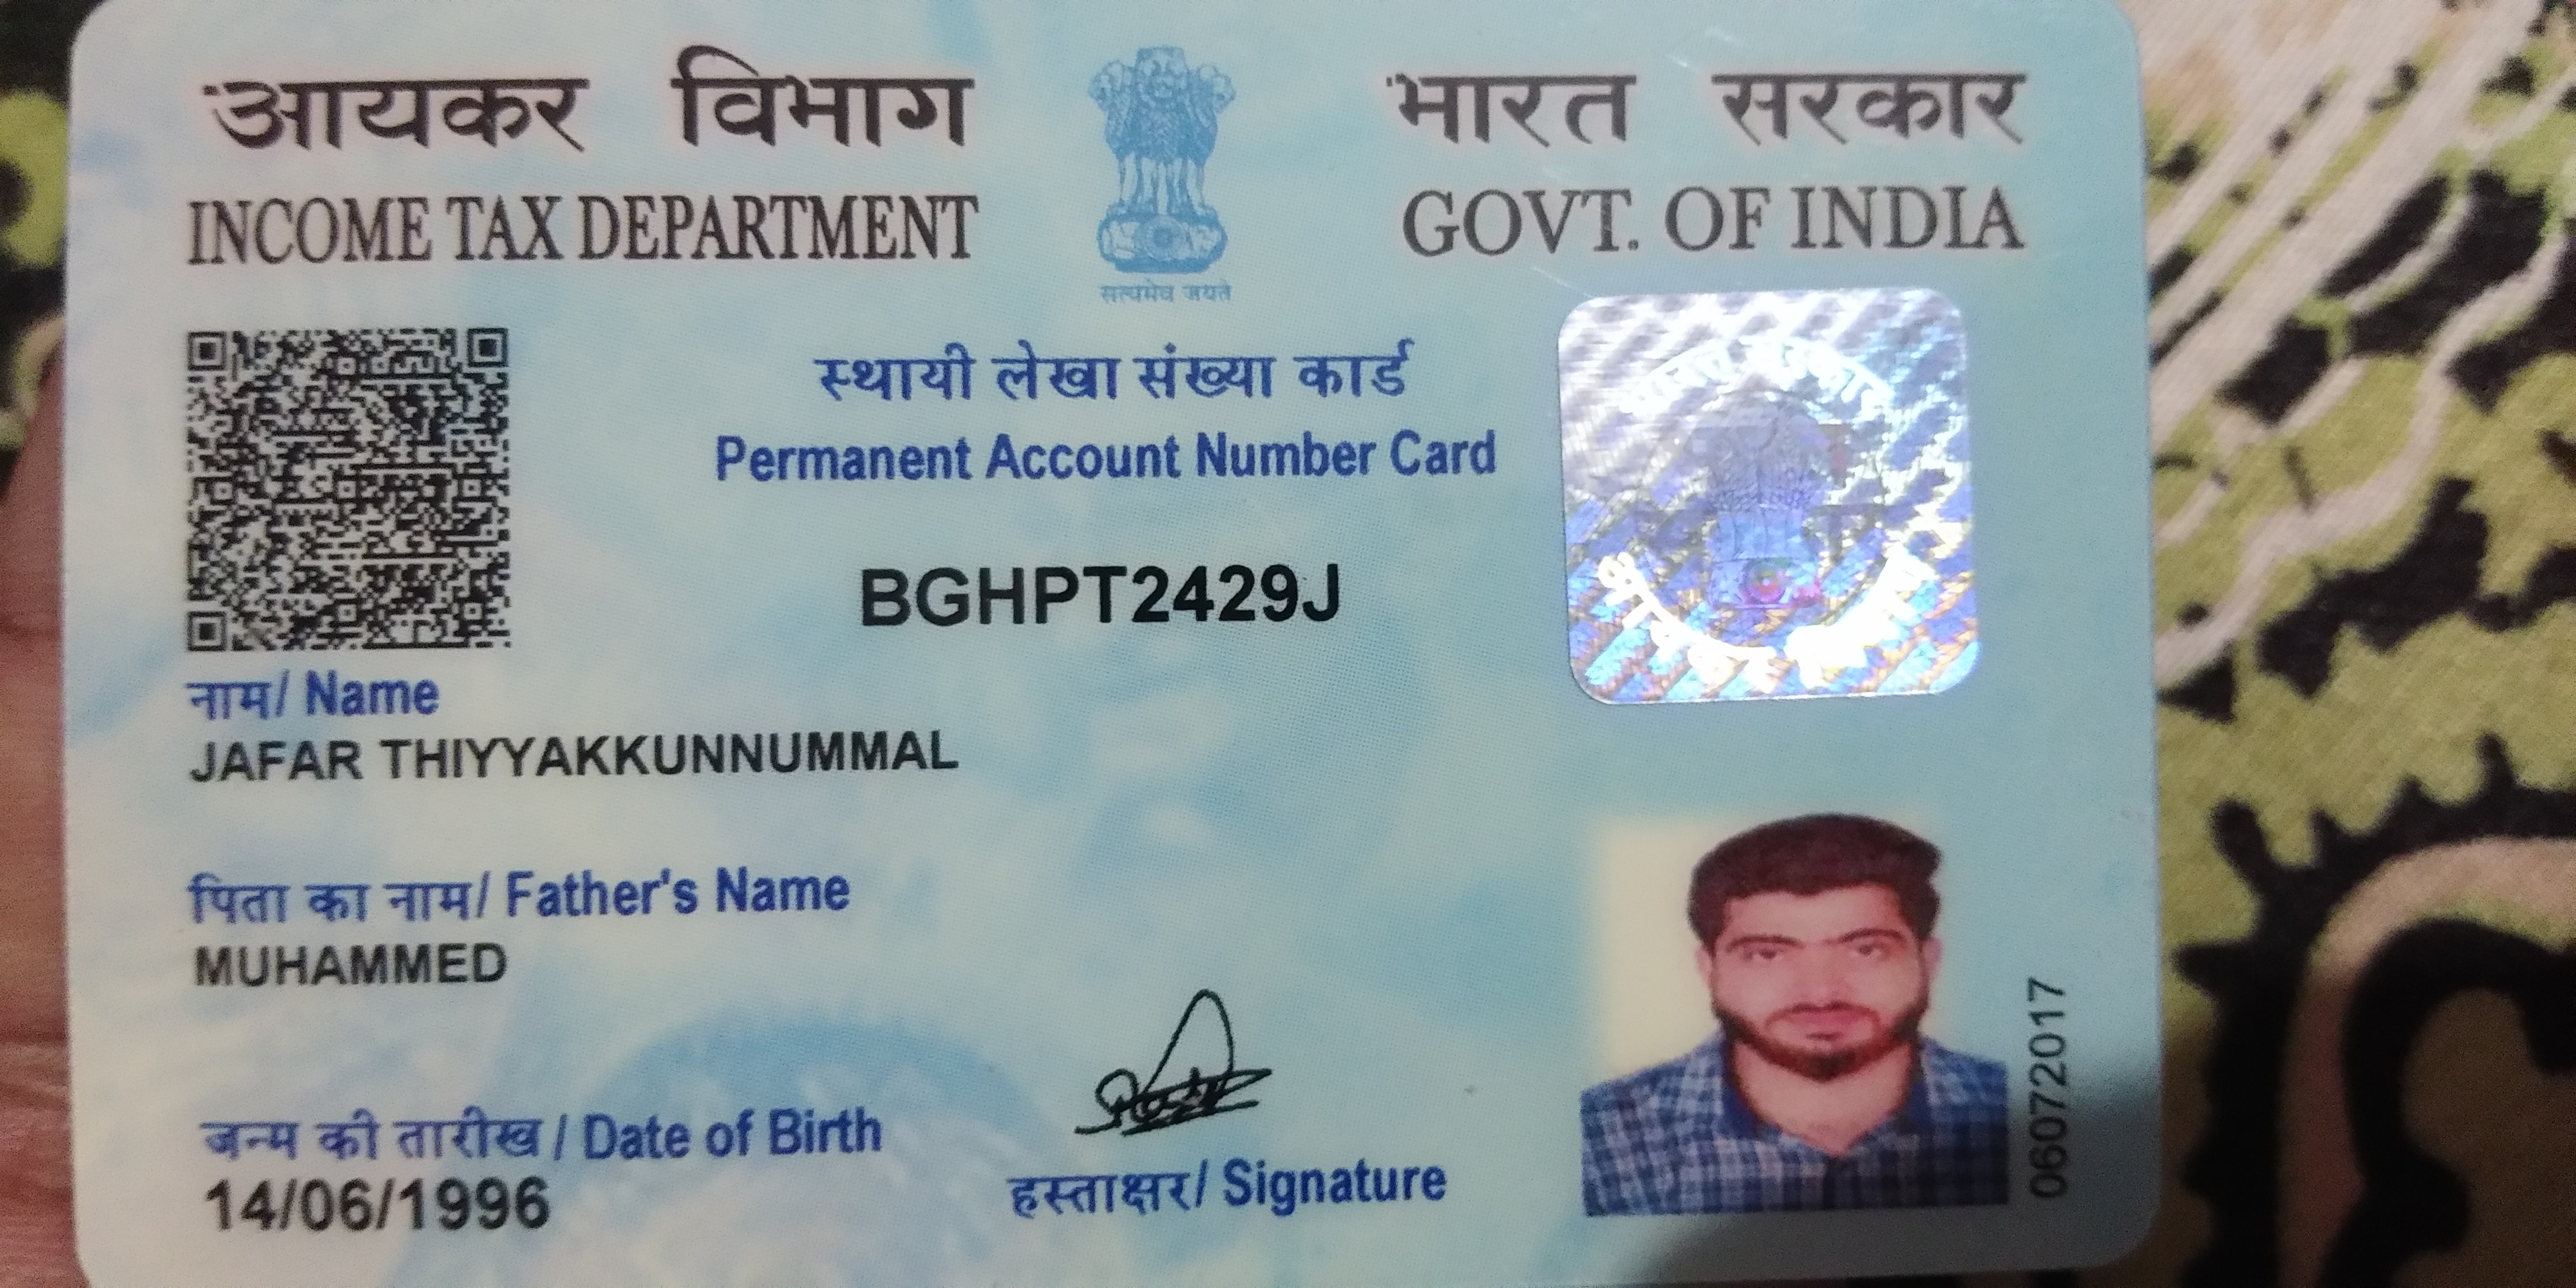 आयकर विभाग
INCOME TAX DEPARTMENT
भारत सरकार
GOVT. OF INDIA
सत्यमेव जयते
स्थायी लेखा संख्या कार्ड
Permanent Account Number Card
BGHPT2429J
नाम/ Name
JAFAR THIYYAKKUNNUMMAL
पिता का नाम/ Father's Name
MUHAMMED
जन्म की तारीख / Date of Birth
14/06/1996
हस्ताक्षर/ Signature
06072017